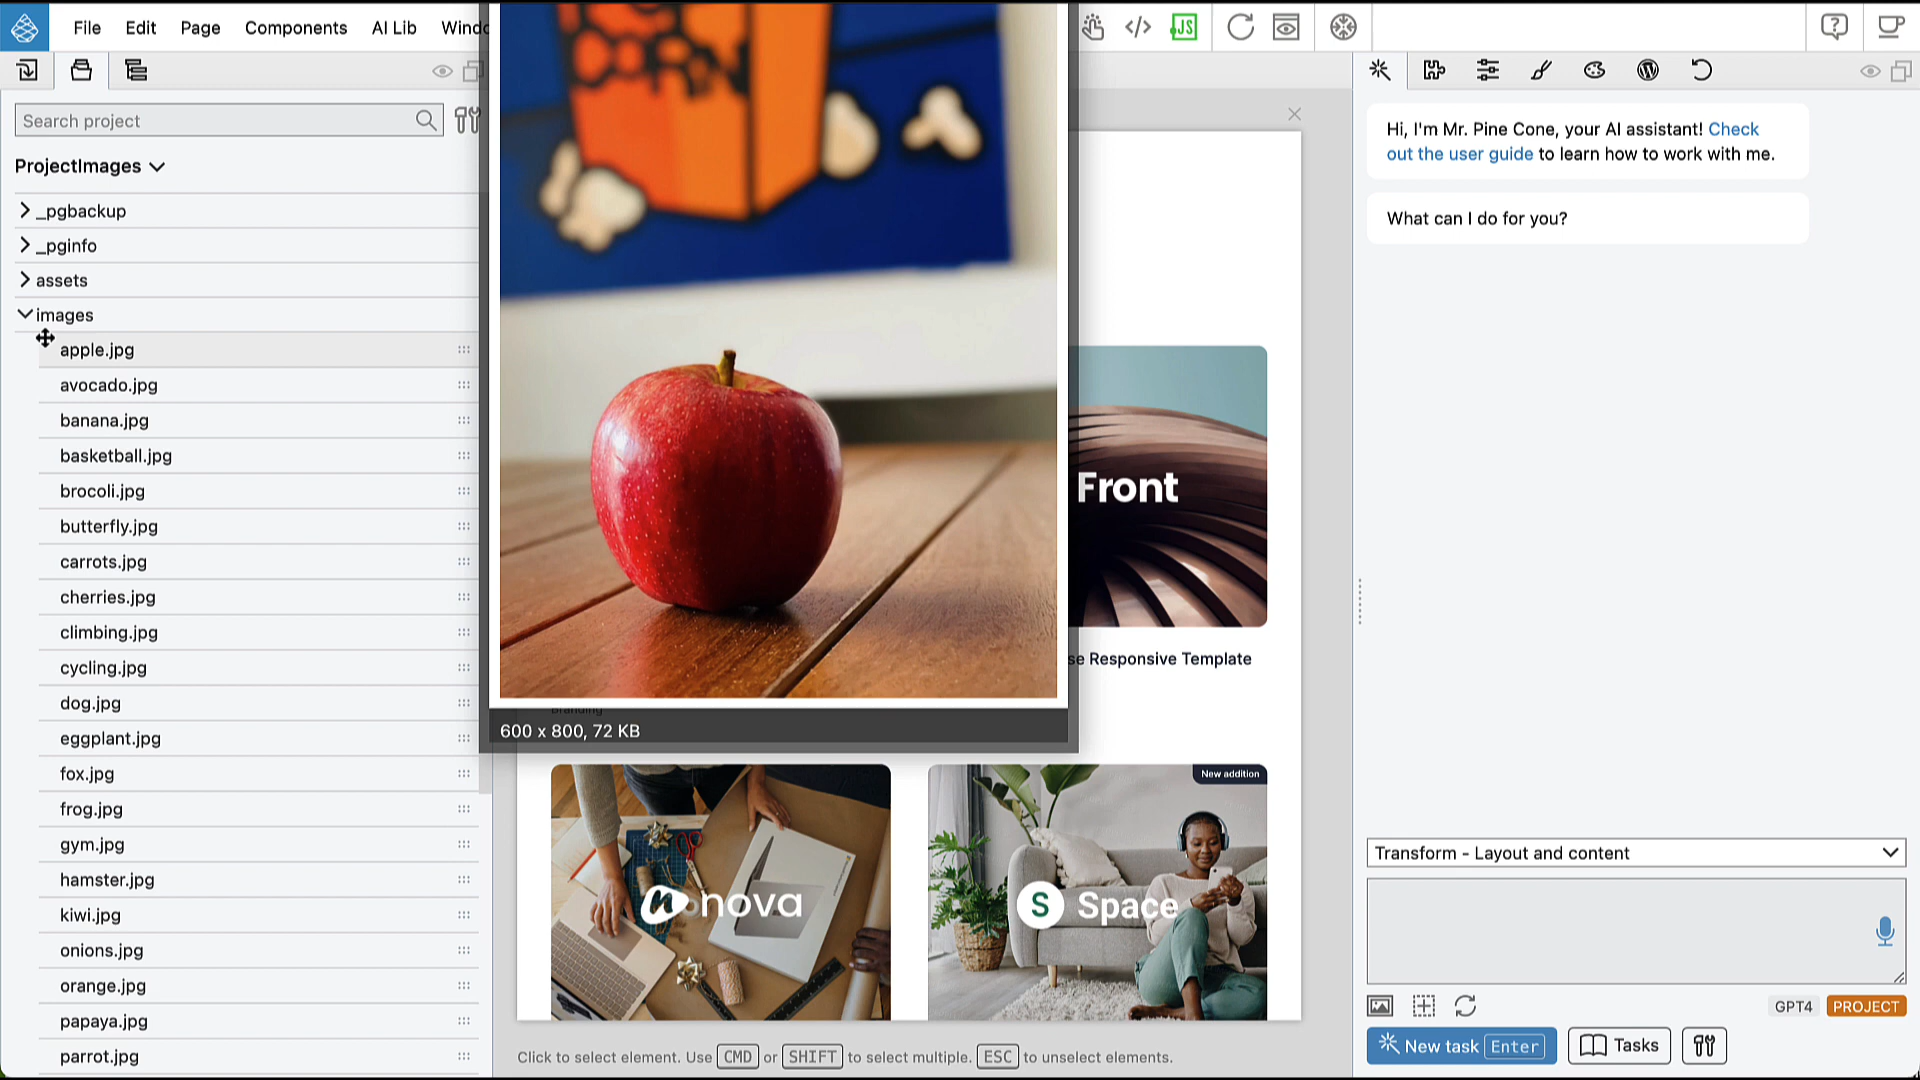 File Edit Page Components AI Lib Windo
JS
Search project
ProjectImages
_pgbackup
_pginfo
assets
images
apple.jpg
avocado.jpg
banana.jpg
basketball.jpg
brocoli.jpg
butterfly.jpg
carrots.jpg
cherries.jpg
climbing.jpg
cycling.jpg
dog.jpg
eggplant.jpg
fox.jpg
frog.jpg
gym.jpg
hamster.jpg
kiwi.jpg
onions.jpg
orange.jpg
papaya.jpg
parrot.jpg
600 x 800, 72 KB
Front
se Responsive Template
Branding
nova
New addition
S Space
Click to select element. Use CMD or SHIFT to select multiple. ESC to unselect elements.
Hi, I'm Mr. Pine Cone, your AI assistant! Check
out the user guide to learn how to work with me.
What can I do for you?
Transform - Layout and content
GPT4 PROJECT
New task Enter Tasks